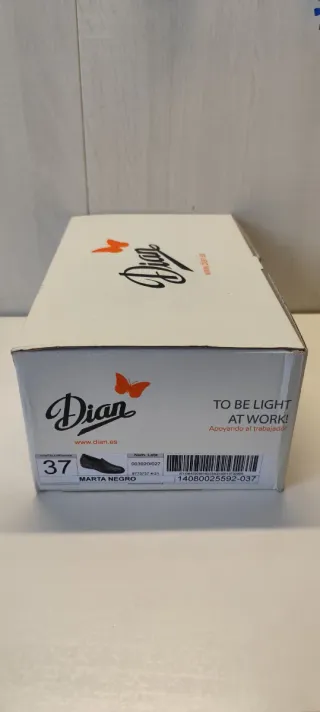 Dian
www.dian.es
Dian
www.dian.es
TO BE LIGHT
AT WORK!
Apoyando al trabajador
37
MARTA NEGRO
14080025592-037